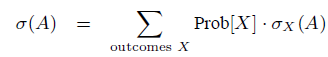 σ(A) = ∑ Prob[X] · σ_X(A)
outcomes X